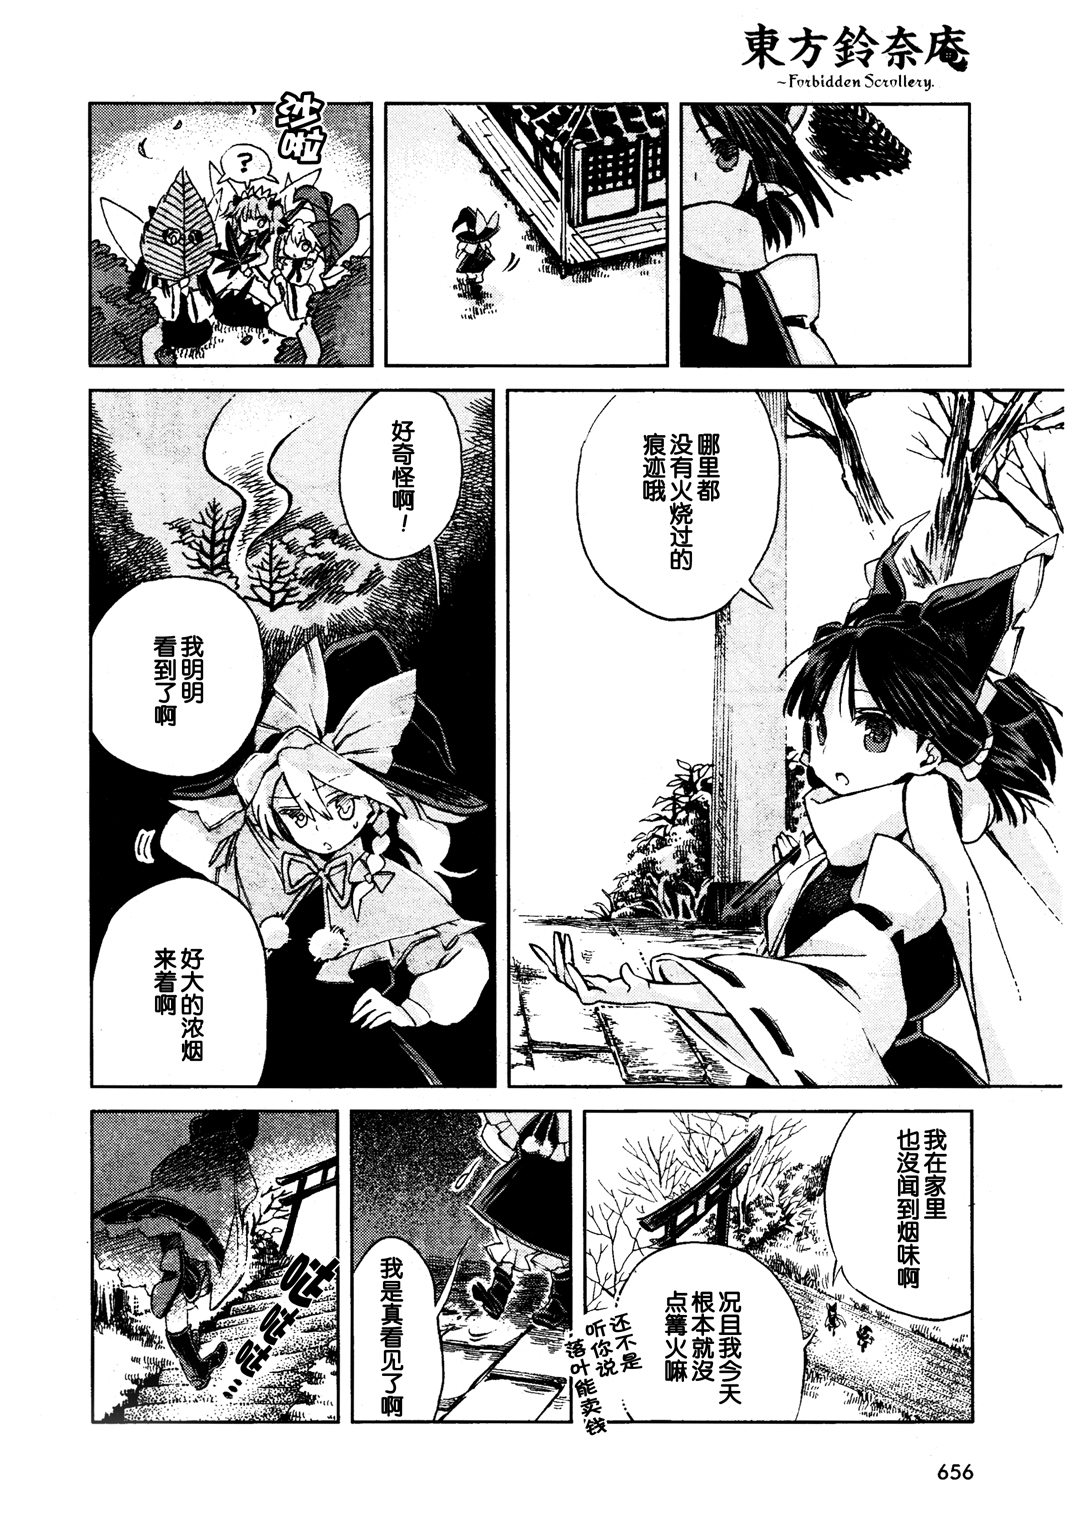 東方鈴奈庵
~Forbidden Scrollery.
沙啦
?
哪里都
没有火烧过的
痕迹哦
好奇怪啊!
我明明
看到了啊
好大的浓烟
来着啊
我在家里
也沒闻到烟味啊
况且我今天
根本就沒
点篝火嘛
还不是
听你说
落叶能卖钱
我是真看见了啊
656